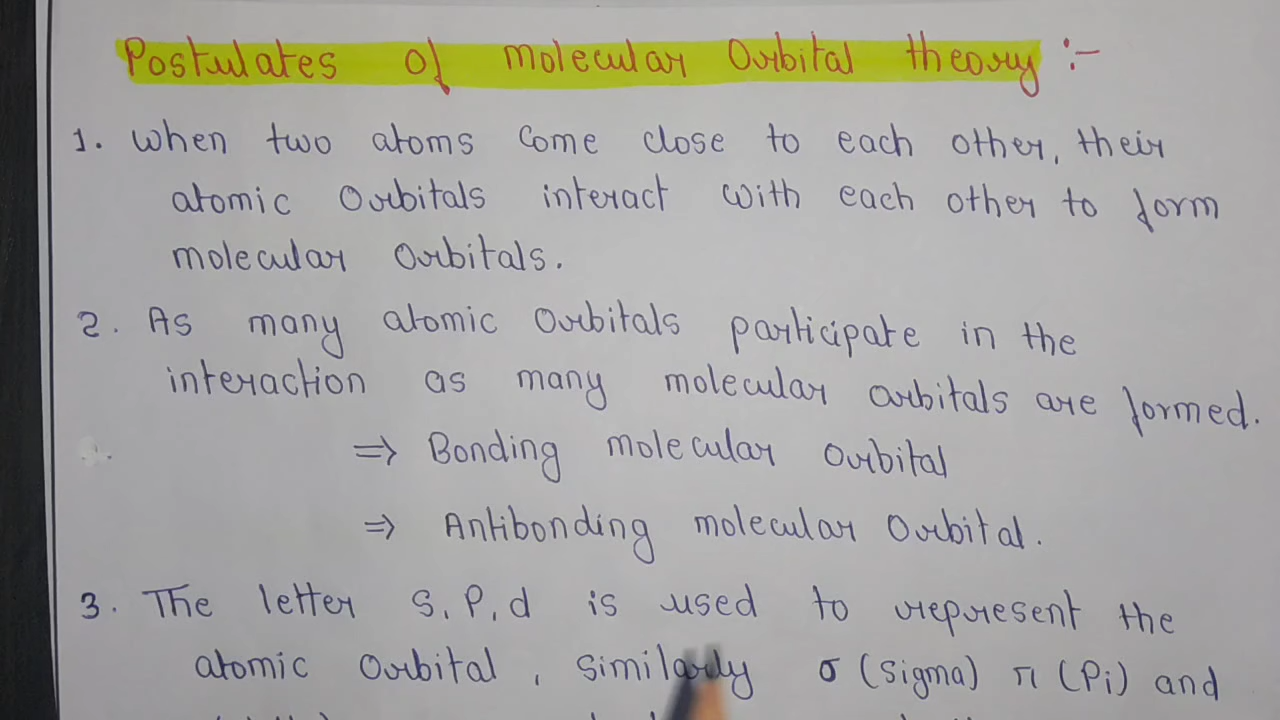 Postulates of molecular Orbital theory :-
1. When two atoms Come close to each other, their
atomic Orbitals interact with each other to form
molecular Orbitals.
2. As many atomic Orbitals participate in the
interaction as many molecular orbitals are formed.
⇒ Bonding molecular Orbital
⇒ Antibonding molecular Orbital.
3. The letter s, p, d is used to represent the
atomic Orbital, similarly σ (sigma) π (Pi) and